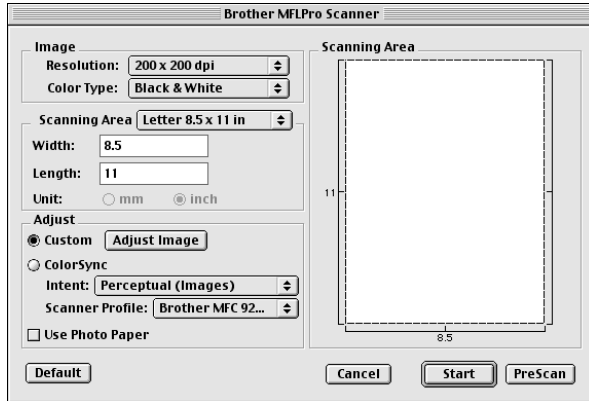 Brother MFLPro Scanner
Image
Resolution: 200 x 200 dpi
Color Type: Black & White
Scanning Area Letter 8.5 x 11 in
Width: 8.5
Length: 11
Unit: mm inch
Adjust
Custom Adjust Image
ColorSync
Intent: Perceptual (Images)
Scanner Profile: Brother MFC 92...
Use Photo Paper
Default
Scanning Area
11
8.5
Cancel Start PreScan